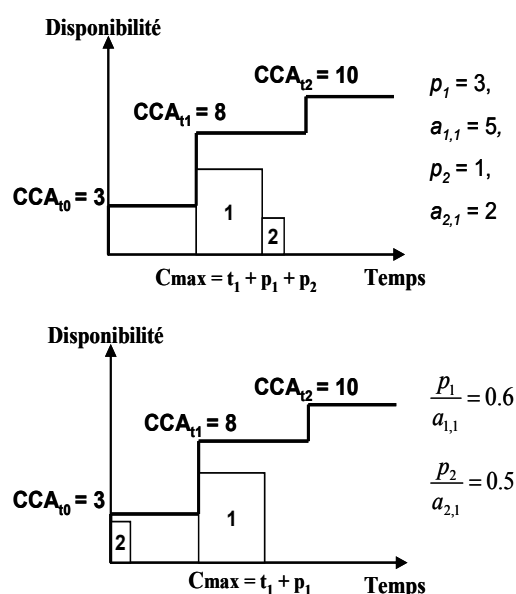 Disponibilité
CCAt2 = 10
p1 = 3,
CCAt1 = 8
a1,1 = 5,
p2 = 1,
CCAt0 = 3
a2,1 = 2
1
2
Cmax = t1 + p1 + p2
Temps
Disponibilité
CCAt2 = 10
p1/a1,1 = 0.6
CCAt1 = 8
p2/a2,1 = 0.5
CCAt0 = 3
1
2
Cmax = t1 + p1
Temps